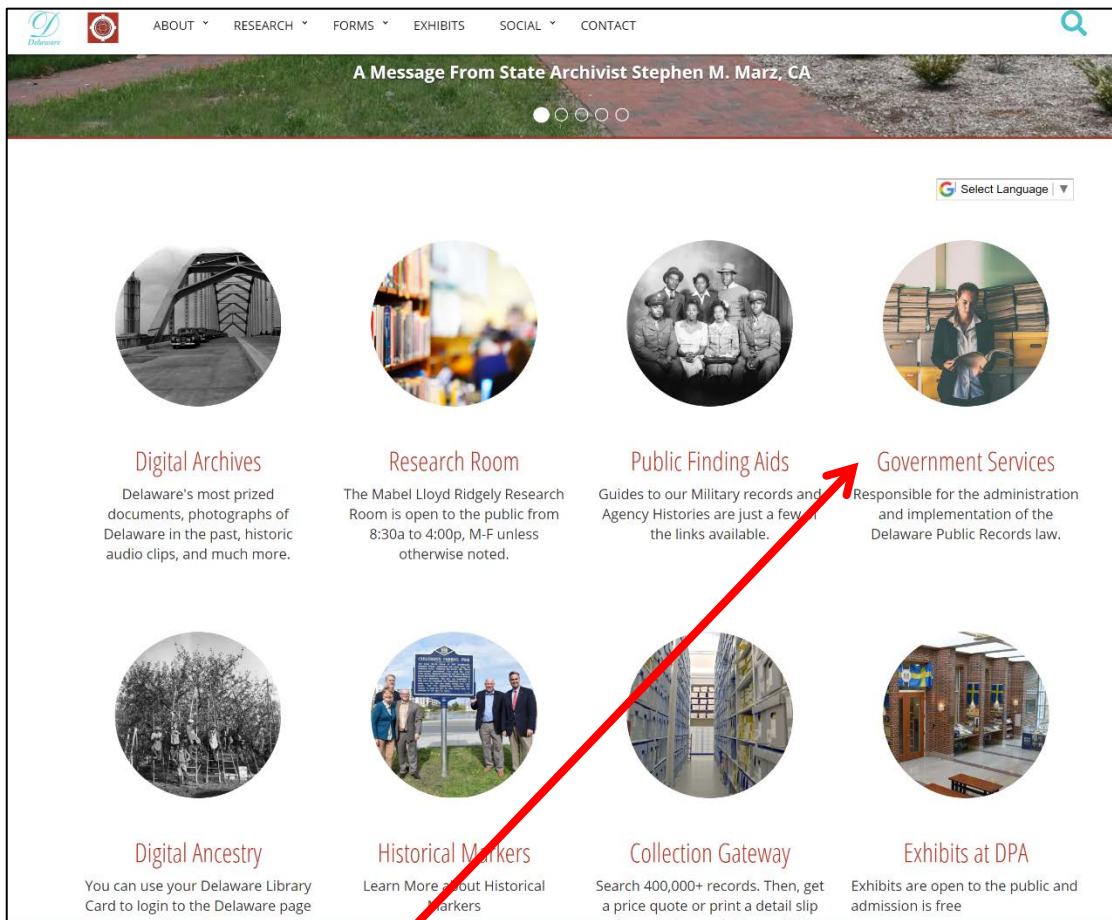 Delaware
ABOUT ˅ RESEARCH ˅ FORMS EXHIBITS SOCIAL ˅ CONTACT
A Message From State Archivist Stephen M. Marz, CA
G Select Language ▼
Digital Archives
Delaware's most prized
documents, photographs of
Delaware in the past, historic
audio clips, and much more.
Research Room
The Mabel Lloyd Ridgely Research
Room is open to the public from
8:30a to 4:00p, M-F unless
otherwise noted.
Public Finding Aids
Guides to our Military records and
Agency Histories are just a few of
the links available.
Government Services
Responsible for the administration
and implementation of the
Delaware Public Records law.
Digital Ancestry
You can use your Delaware Library
Card to login to the Delaware page
Historical Markers
Learn More about Historical
Markers
Collection Gateway
Search 400,000+ records. Then, get
a price quote or print a detail slip
Exhibits at DPA
Exhibits are open to the public and
admission is free